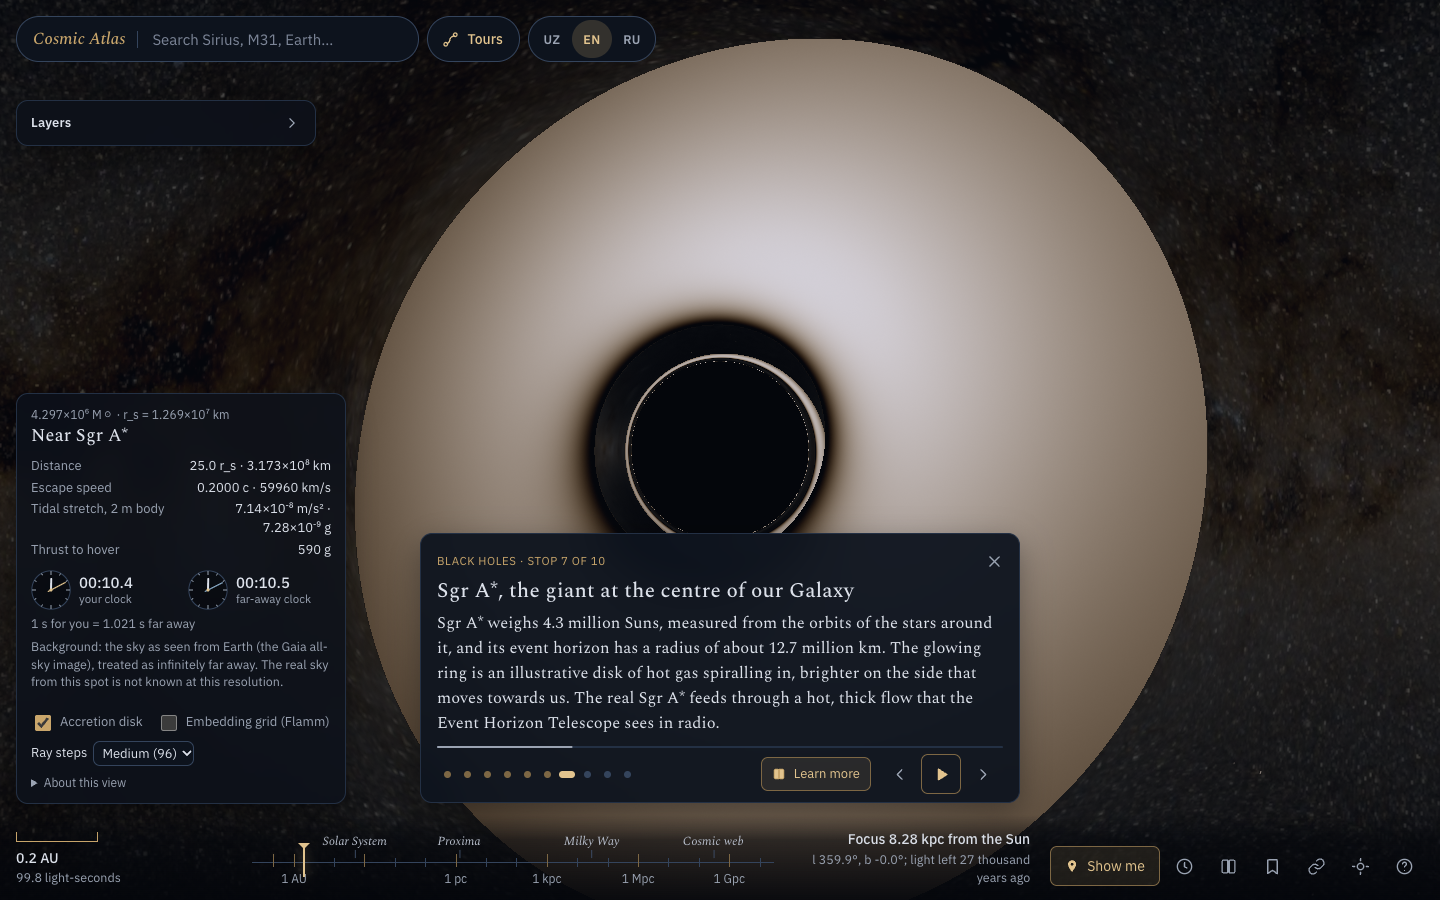 Cosmic Atlas
Search Sirius, M31, Earth...
Tours
UZ EN RU
Layers
4.297×10⁶ M☉ · r_s = 1.269×10⁷ km
Near Sgr A*
Distance 25.0 r_s · 3.173×10⁸ km
Escape speed 0.2000 c · 59960 km/s
Tidal stretch, 2 m body 7.14×10⁻⁸ m/s² ·
7.28×10⁻⁹ g
Thrust to hover 590 g
00:10.4 00:10.5
your clock far-away clock
1 s for you = 1.021 s far away
Background: the sky as seen from Earth (the Gaia all-
sky image), treated as infinitely far away. The real sky
from this spot is not known at this resolution.
Accretion disk Embedding grid (Flamm)
Ray steps Medium (96)
About this view
BLACK HOLES · STOP 7 OF 10
Sgr A*, the giant at the centre of our Galaxy
Sgr A* weighs 4.3 million Suns, measured from the orbits of the stars around
it, and its event horizon has a radius of about 12.7 million km. The glowing
ring is an illustrative disk of hot gas spiralling in, brighter on the side that
moves towards us. The real Sgr A* feeds through a hot, thick flow that the
Event Horizon Telescope sees in radio.
Learn more
0.2 AU
99.8 light-seconds
Solar System Proxima Milky Way Cosmic web
1 AU 1 pc 1 kpc 1 Mpc 1 Gpc
Focus 8.28 kpc from the Sun
l 359.9°, b -0.0°; light left 27 thousand
years ago
Show me